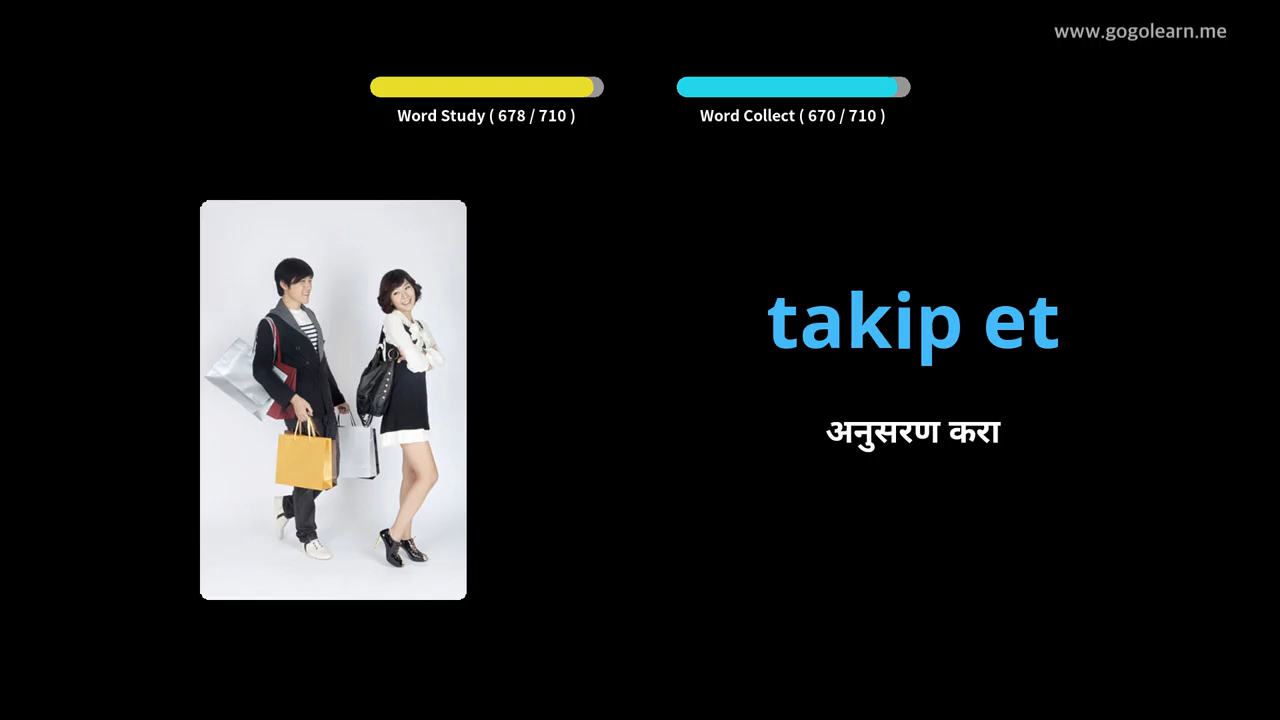 www.gogolearn.me
Word Study ( 678 / 710 )
Word Collect ( 670 / 710 )
takip et
अनुसरण करा